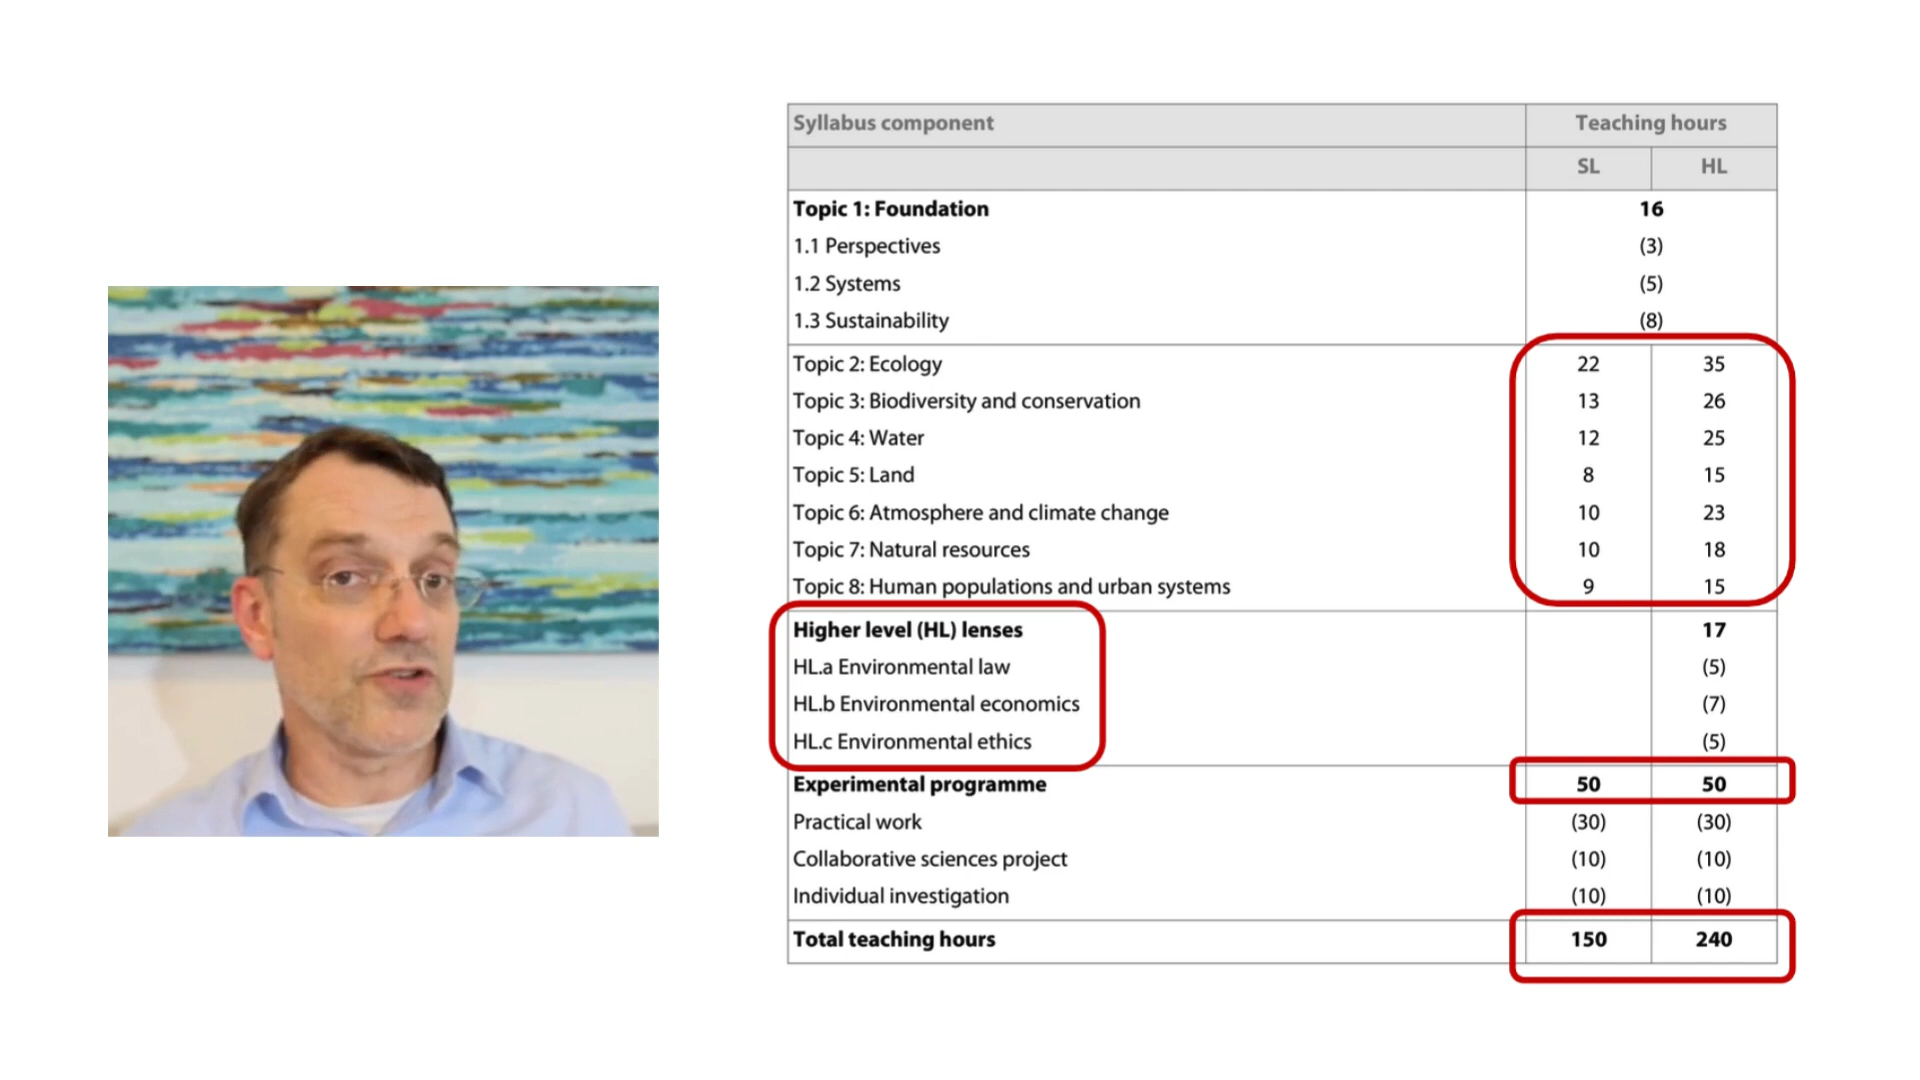 Syllabus component Teaching hours
SL HL
Topic 1: Foundation 16
1.1 Perspectives (3)
1.2 Systems (5)
1.3 Sustainability (8)
Topic 2: Ecology 22 35
Topic 3: Biodiversity and conservation 13 26
Topic 4: Water 12 25
Topic 5: Land 8 15
Topic 6: Atmosphere and climate change 10 23
Topic 7: Natural resources 10 18
Topic 8: Human populations and urban systems 9 15
Higher level (HL) lenses 17
HL.a Environmental law (5)
HL.b Environmental economics (7)
HL.c Environmental ethics (5)
Experimental programme 50 50
Practical work (30) (30)
Collaborative sciences project (10) (10)
Individual investigation (10) (10)
Total teaching hours 150 240